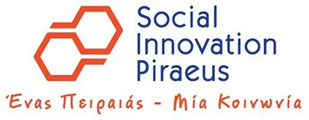 Social
Innovation
Piraeus
Ένας Πειραιάς - Μία Κοινωνία